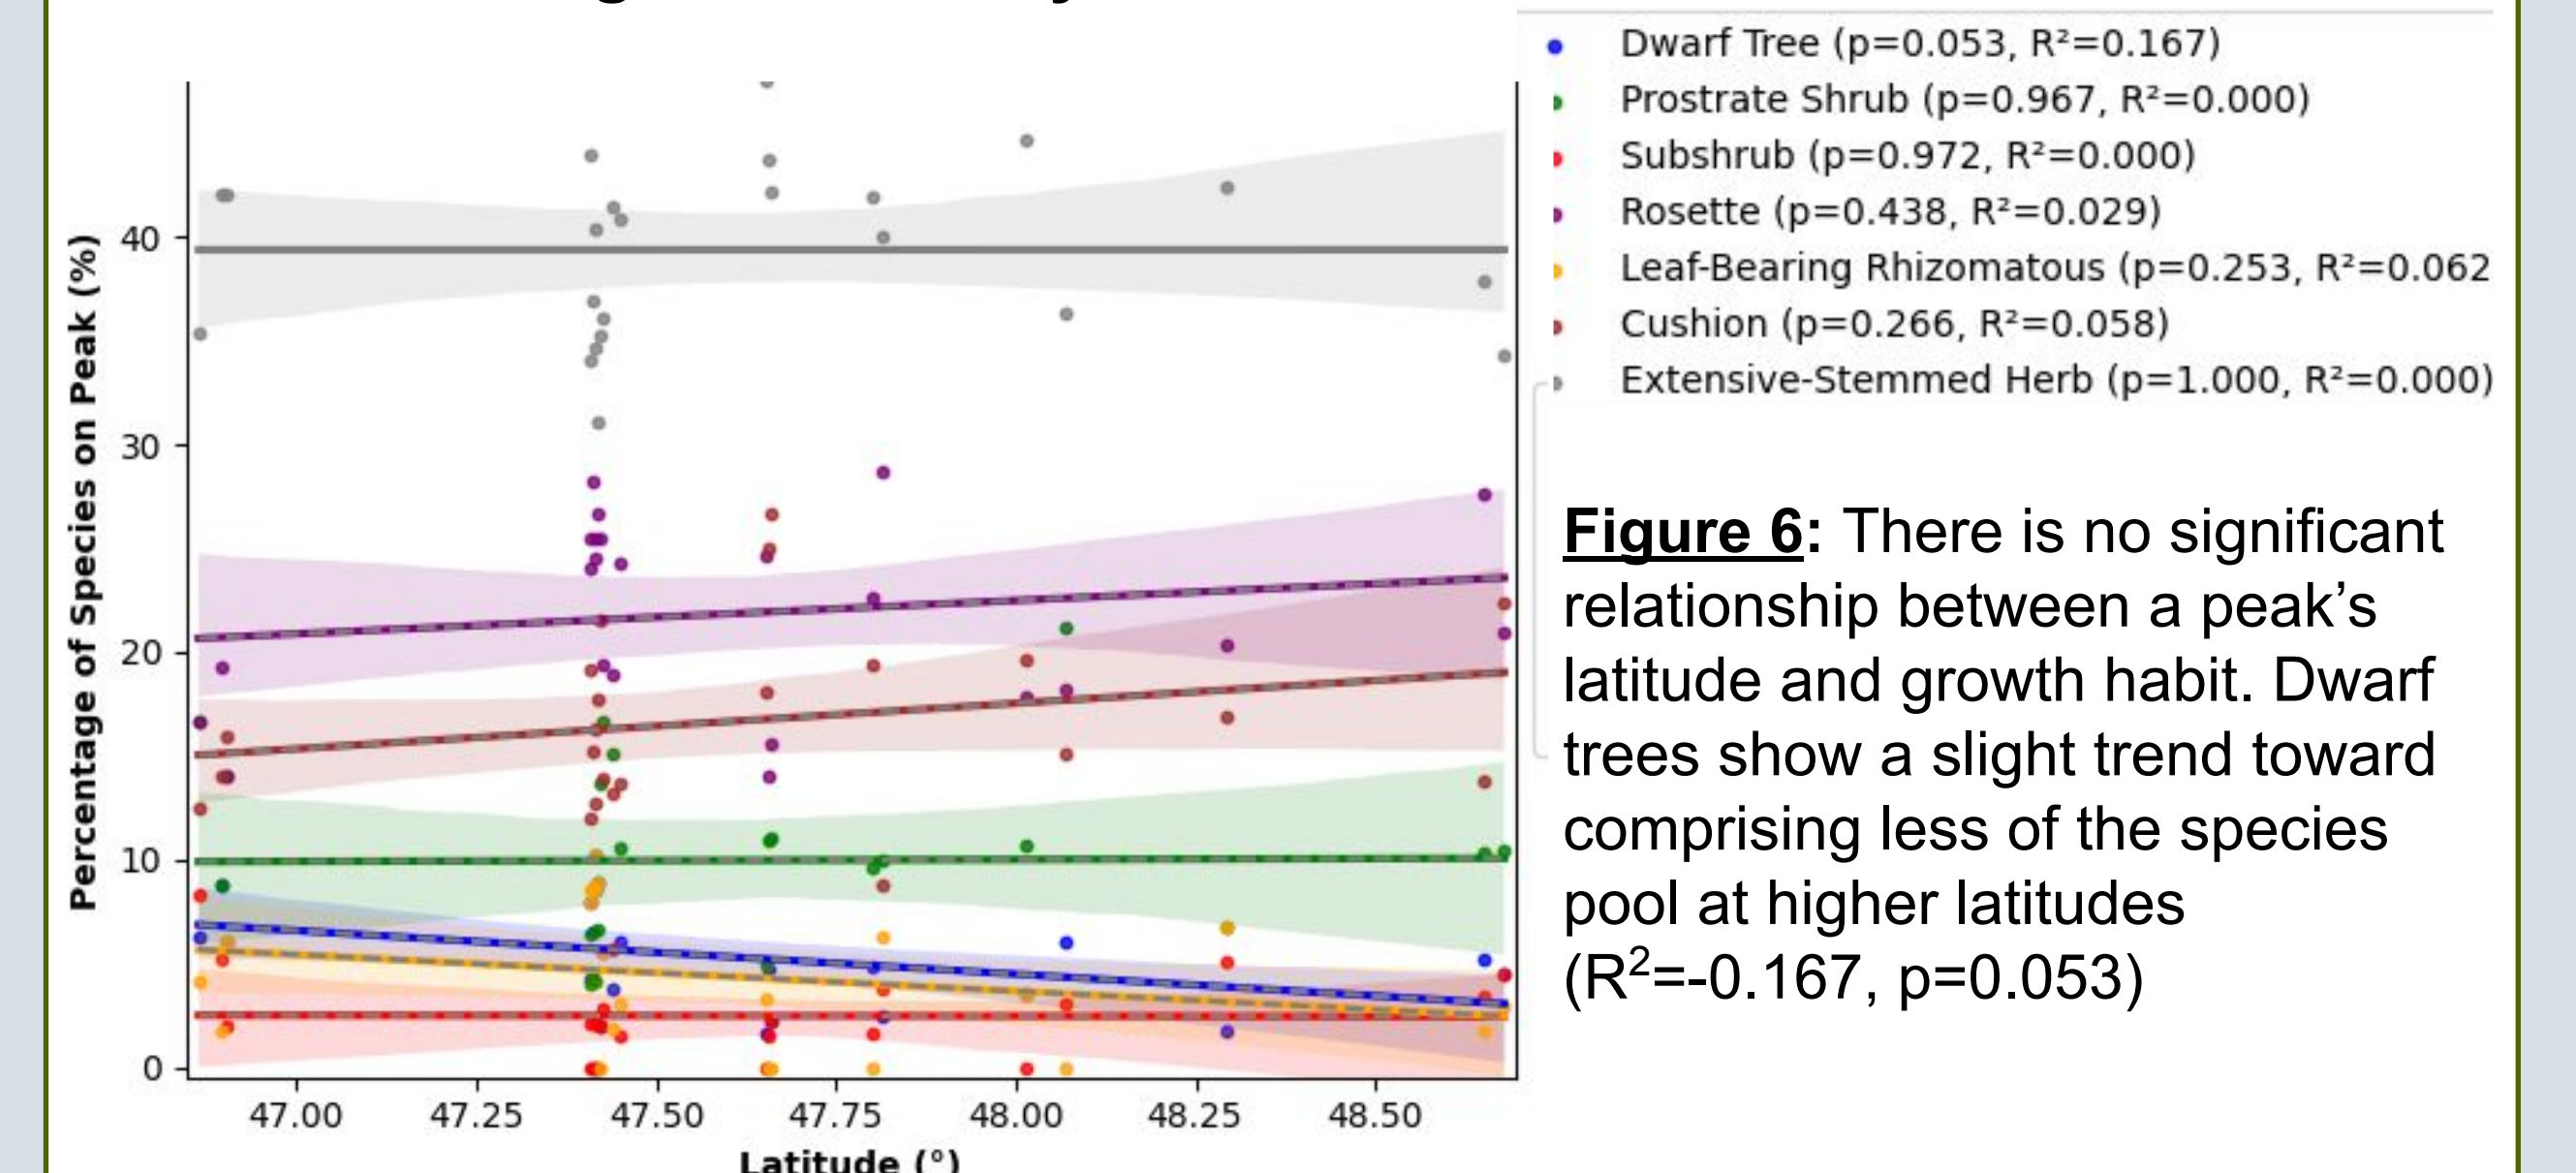 Dwarf Tree (p=0.053, R²=0.167)
Prostrate Shrub (p=0.967, R²=0.000)
Subshrub (p=0.972, R²=0.000)
Rosette (p=0.438, R²=0.029)
Leaf-Bearing Rhizomatous (p=0.253, R²=0.062
Cushion (p=0.266, R²=0.058)
Extensive-Stemmed Herb (p=1.000, R²=0.000)
Percentage of Species on Peak (%)
40
30
20
10
0
47.00 47.25 47.50 47.75 48.00 48.25 48.50
Latitude (°)
Figure 6: There is no significant
relationship between a peak’s
latitude and growth habit. Dwarf
trees show a slight trend toward
comprising less of the species
pool at higher latitudes
(R²=-0.167, p=0.053)